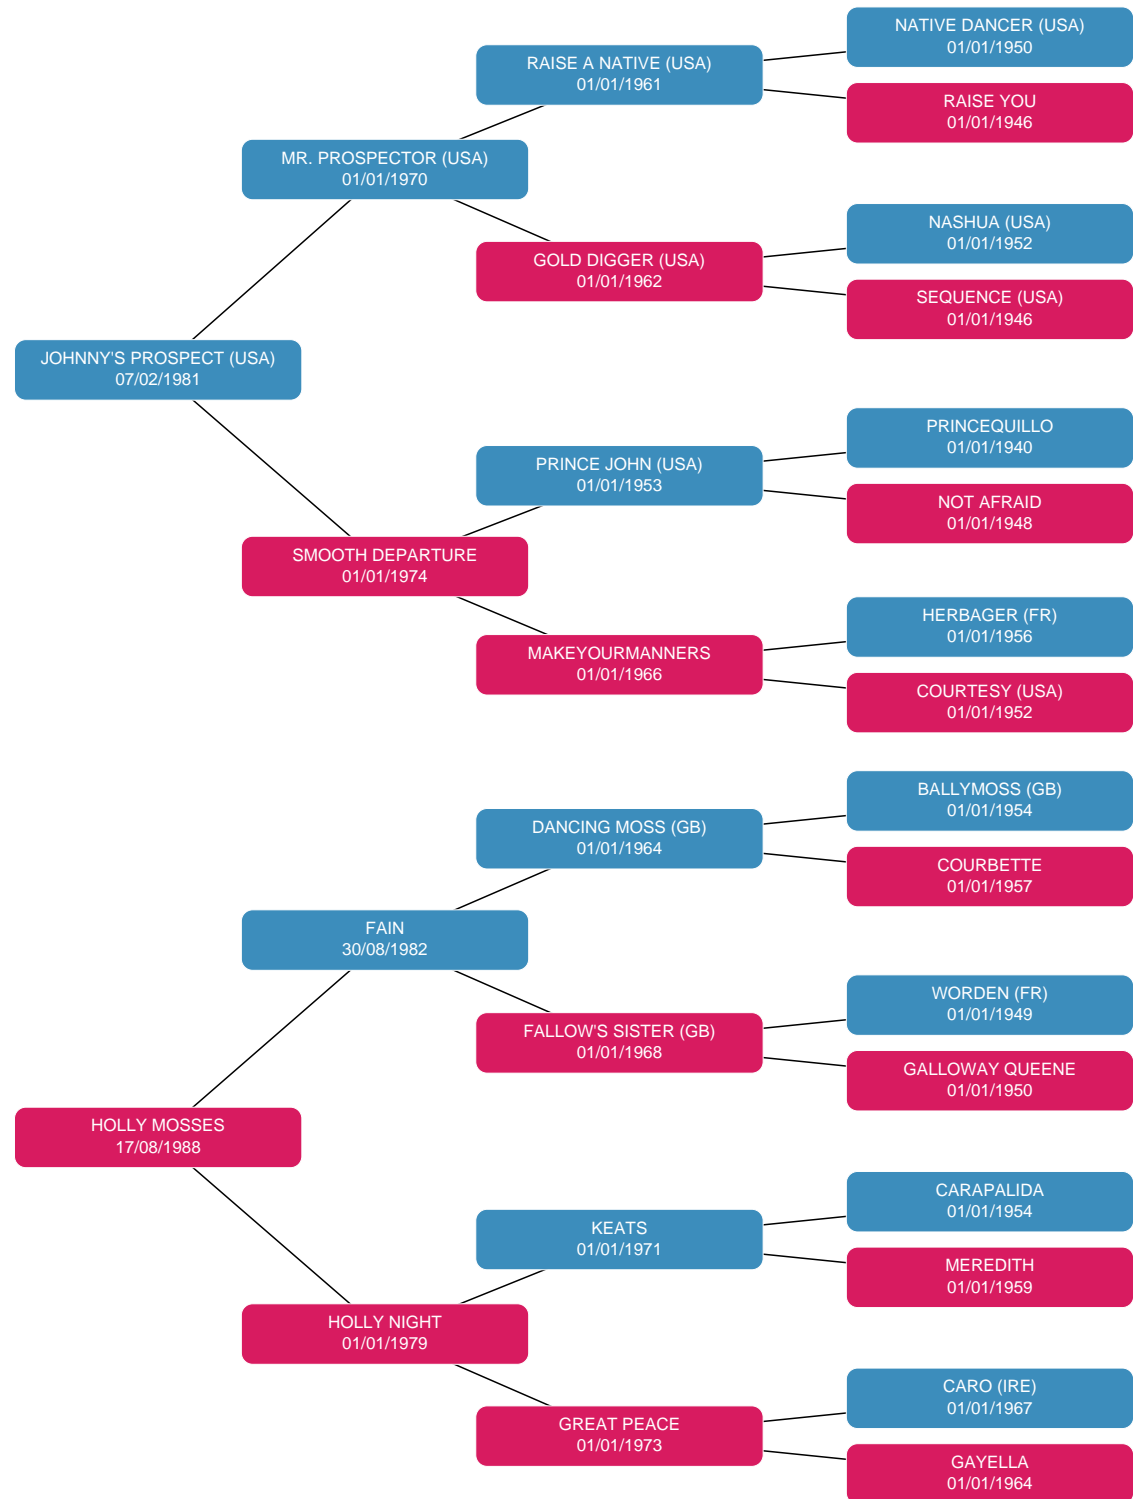 NATIVE DANCER (USA)
01/01/1950
RAISE A NATIVE (USA)
01/01/1961
RAISE YOU
01/01/1946
MR. PROSPECTOR (USA)
01/01/1970
NASHUA (USA)
01/01/1952
GOLD DIGGER (USA)
01/01/1962
SEQUENCE (USA)
01/01/1946
JOHNNY'S PROSPECT (USA)
07/02/1981
PRINCEQUILLO
01/01/1940
PRINCE JOHN (USA)
01/01/1953
NOT AFRAID
01/01/1948
SMOOTH DEPARTURE
01/01/1974
HERBAGER (FR)
01/01/1956
MAKEYOURMANNERS
01/01/1966
COURTESY (USA)
01/01/1952
BALLYMOSS (GB)
01/01/1954
DANCING MOSS (GB)
01/01/1964
COURBETTE
01/01/1957
FAIN
30/08/1982
WORDEN (FR)
01/01/1949
FALLOW'S SISTER (GB)
01/01/1968
GALLOWAY QUEENE
01/01/1950
HOLLY MOSSES
17/08/1988
CARAPALIDA
01/01/1954
KEATS
01/01/1971
MEREDITH
01/01/1959
HOLLY NIGHT
01/01/1979
CARO (IRE)
01/01/1967
GREAT PEACE
01/01/1973
GAYELLA
01/01/1964